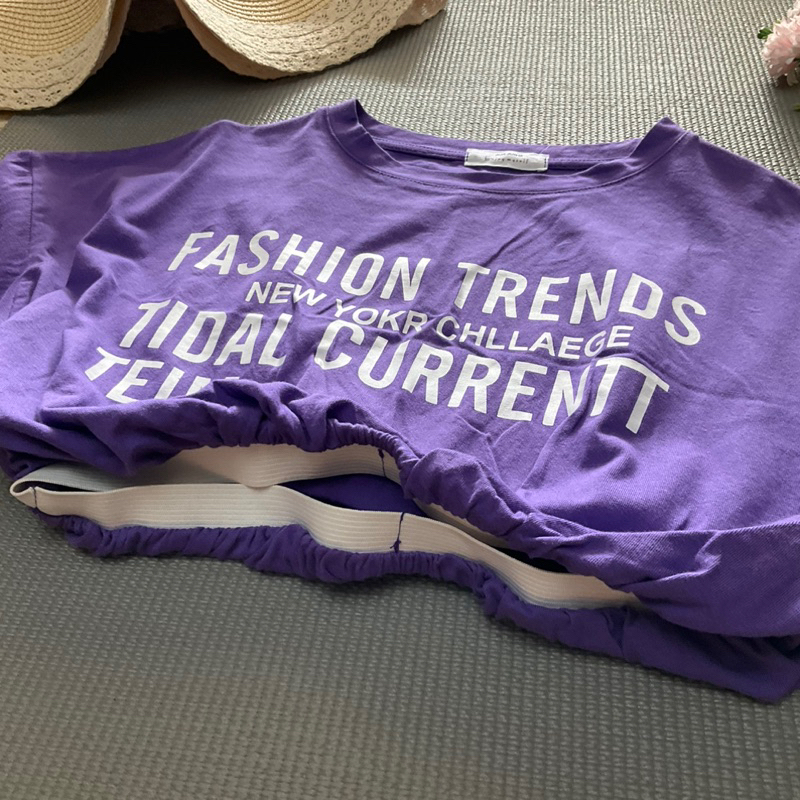 FASHION TRENDS
NEW YOKR CHLLAEGE
TIDAL CURRENTT